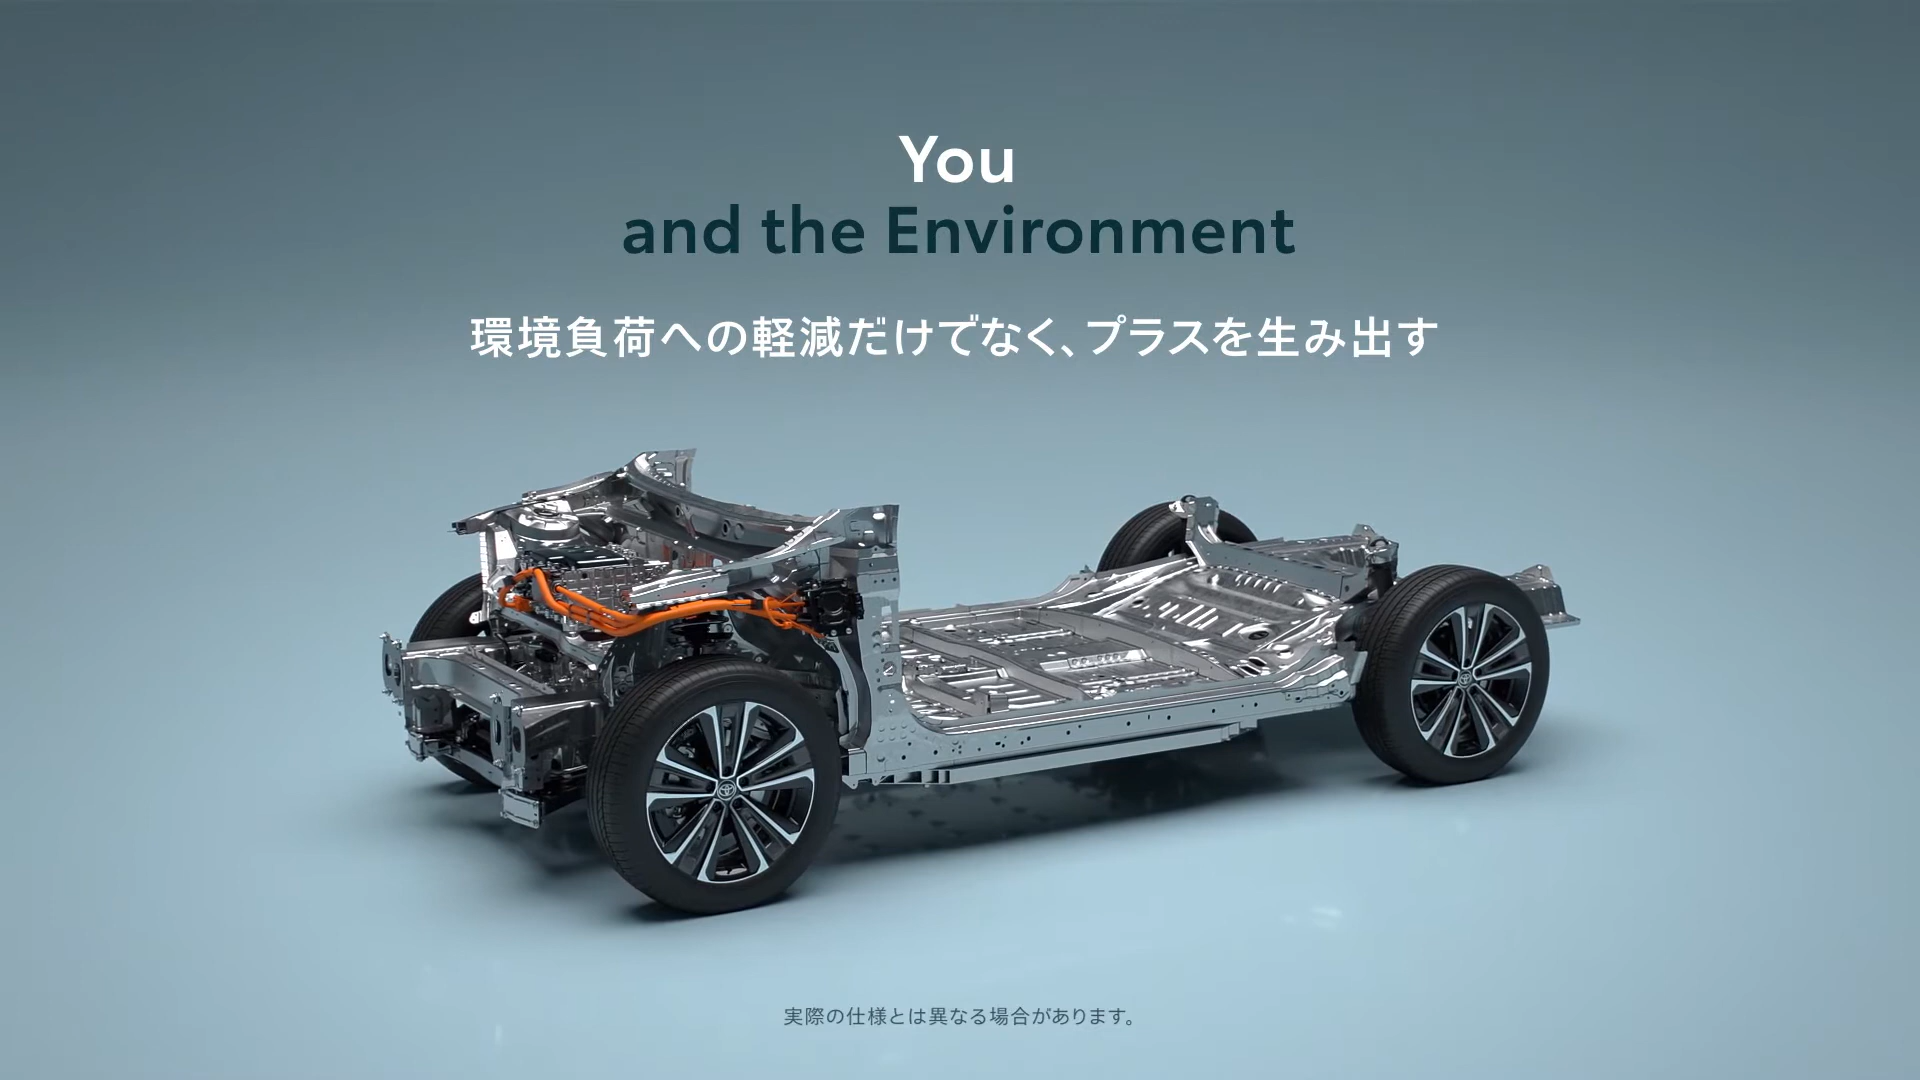 You
and the Environment
環境負荷への軽減だけでなく、プラスを生み出す
実際の仕様とは異なる場合があります。